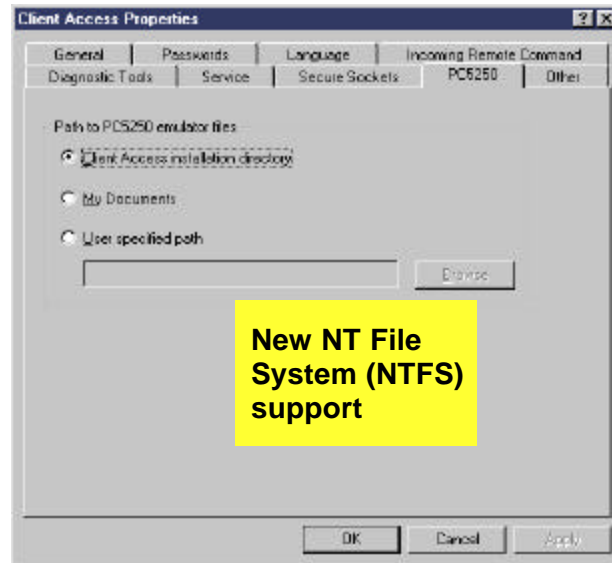 Client Access Properties
General Passwords Language Incoming Remote Command
Diagnostic Tools Service Secure Sockets PC5250 Other
Path to PC5250 emulator files
Client Access installation directory
My Documents
User specified path
Browse
New NT File
System (NTFS)
support
OK Cancel Apply